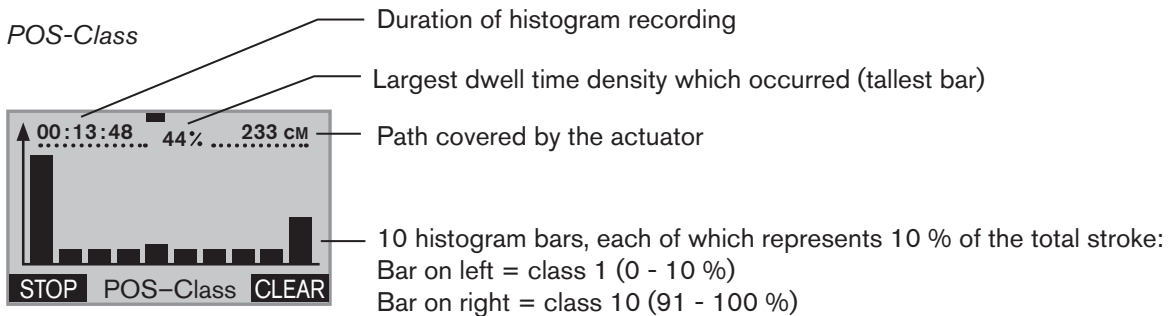 POS-Class
Duration of histogram recording
Largest dwell time density which occurred (tallest bar)
00:13:48 44% 233 CM
Path covered by the actuator
10 histogram bars, each of which represents 10 % of the total stroke:
Bar on left = class 1 (0 - 10 %)
Bar on right = class 10 (91 - 100 %)
STOP POS–Class CLEAR